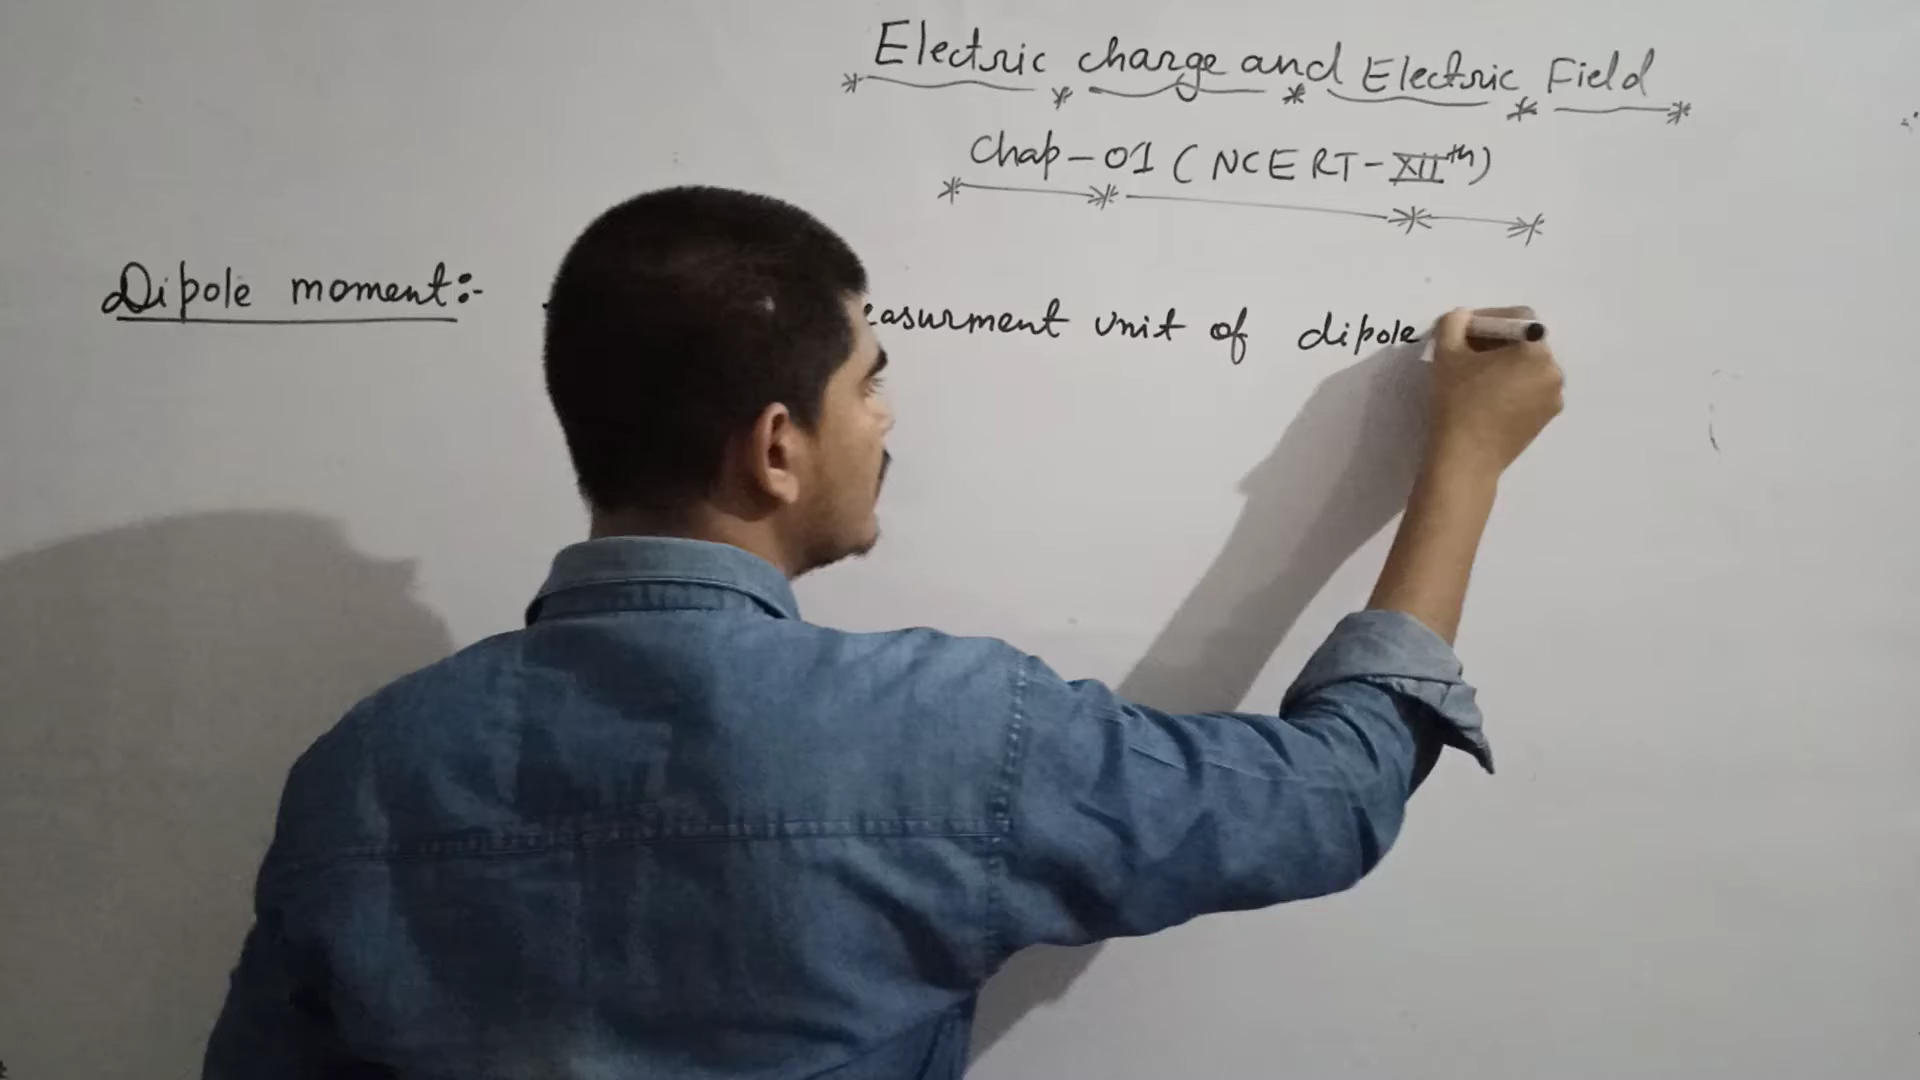 Electric charge and Electric Field
Chap-01 (NCERT-XIIth)
Dipole moment:-
easurment unit of dipole